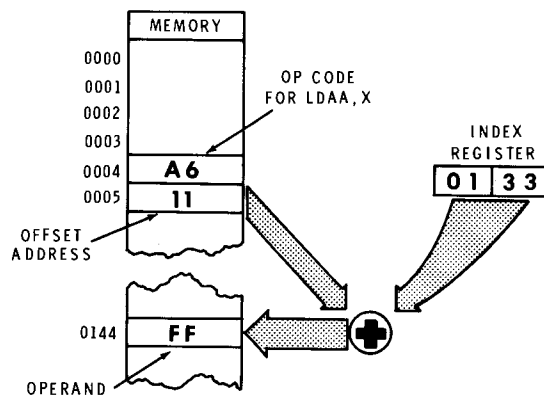 MEMORY
0000
0001
0002
0003
OP CODE
FOR LDAA,X
0004
A6
0005
11
OFFSET
ADDRESS
INDEX
REGISTER
01 33
0144
FF
OPERAND